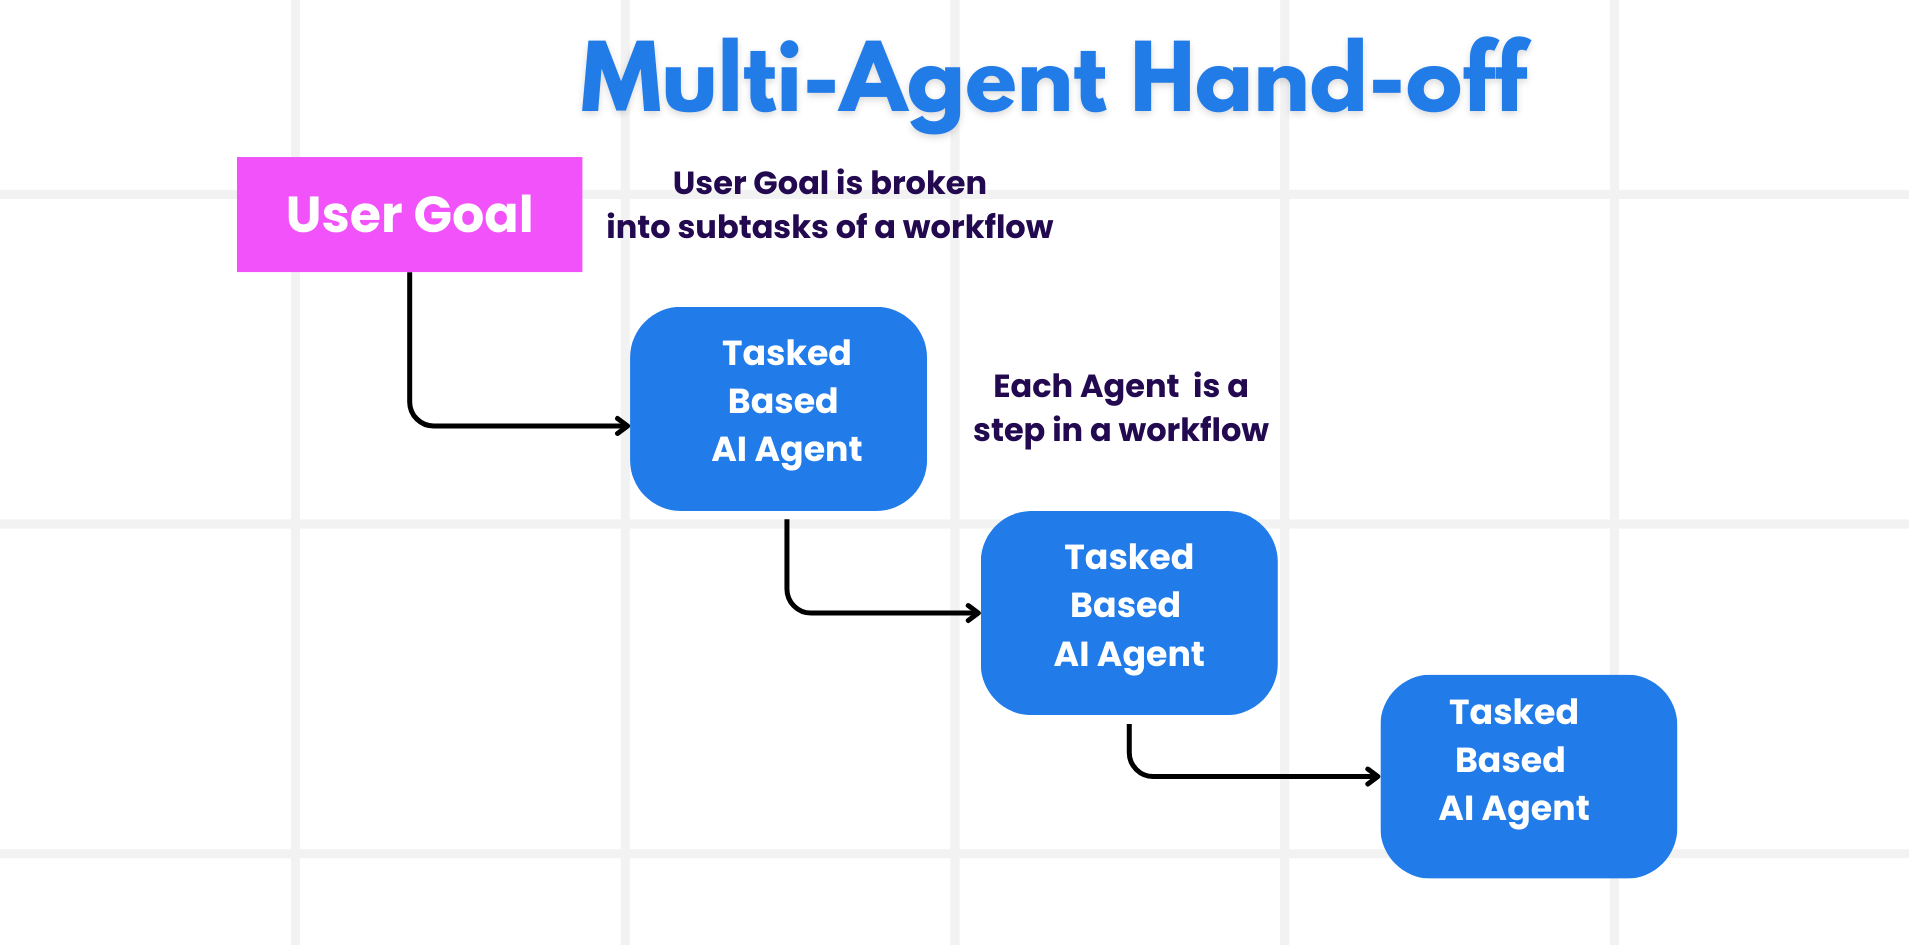 Multi-Agent Hand-off
User Goal
User Goal is broken
into subtasks of a workflow
Tasked
Based
AI Agent
Each Agent  is a
step in a workflow
Tasked
Based
AI Agent
Tasked
Based
AI Agent